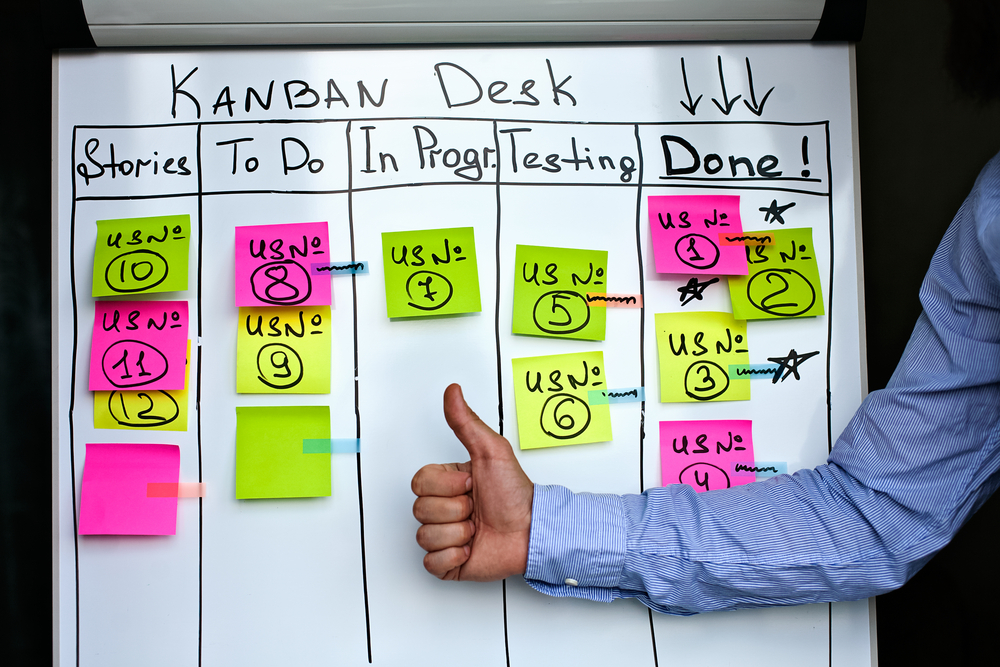 KANBAN Desk
Stories
To Do
In Progr.
Testing
Done!
US №
10
US №
11
12
US №
8
US №
9
US №
7
US №
5
US №
6
US №
1
US №
2
US №
3
US №
4